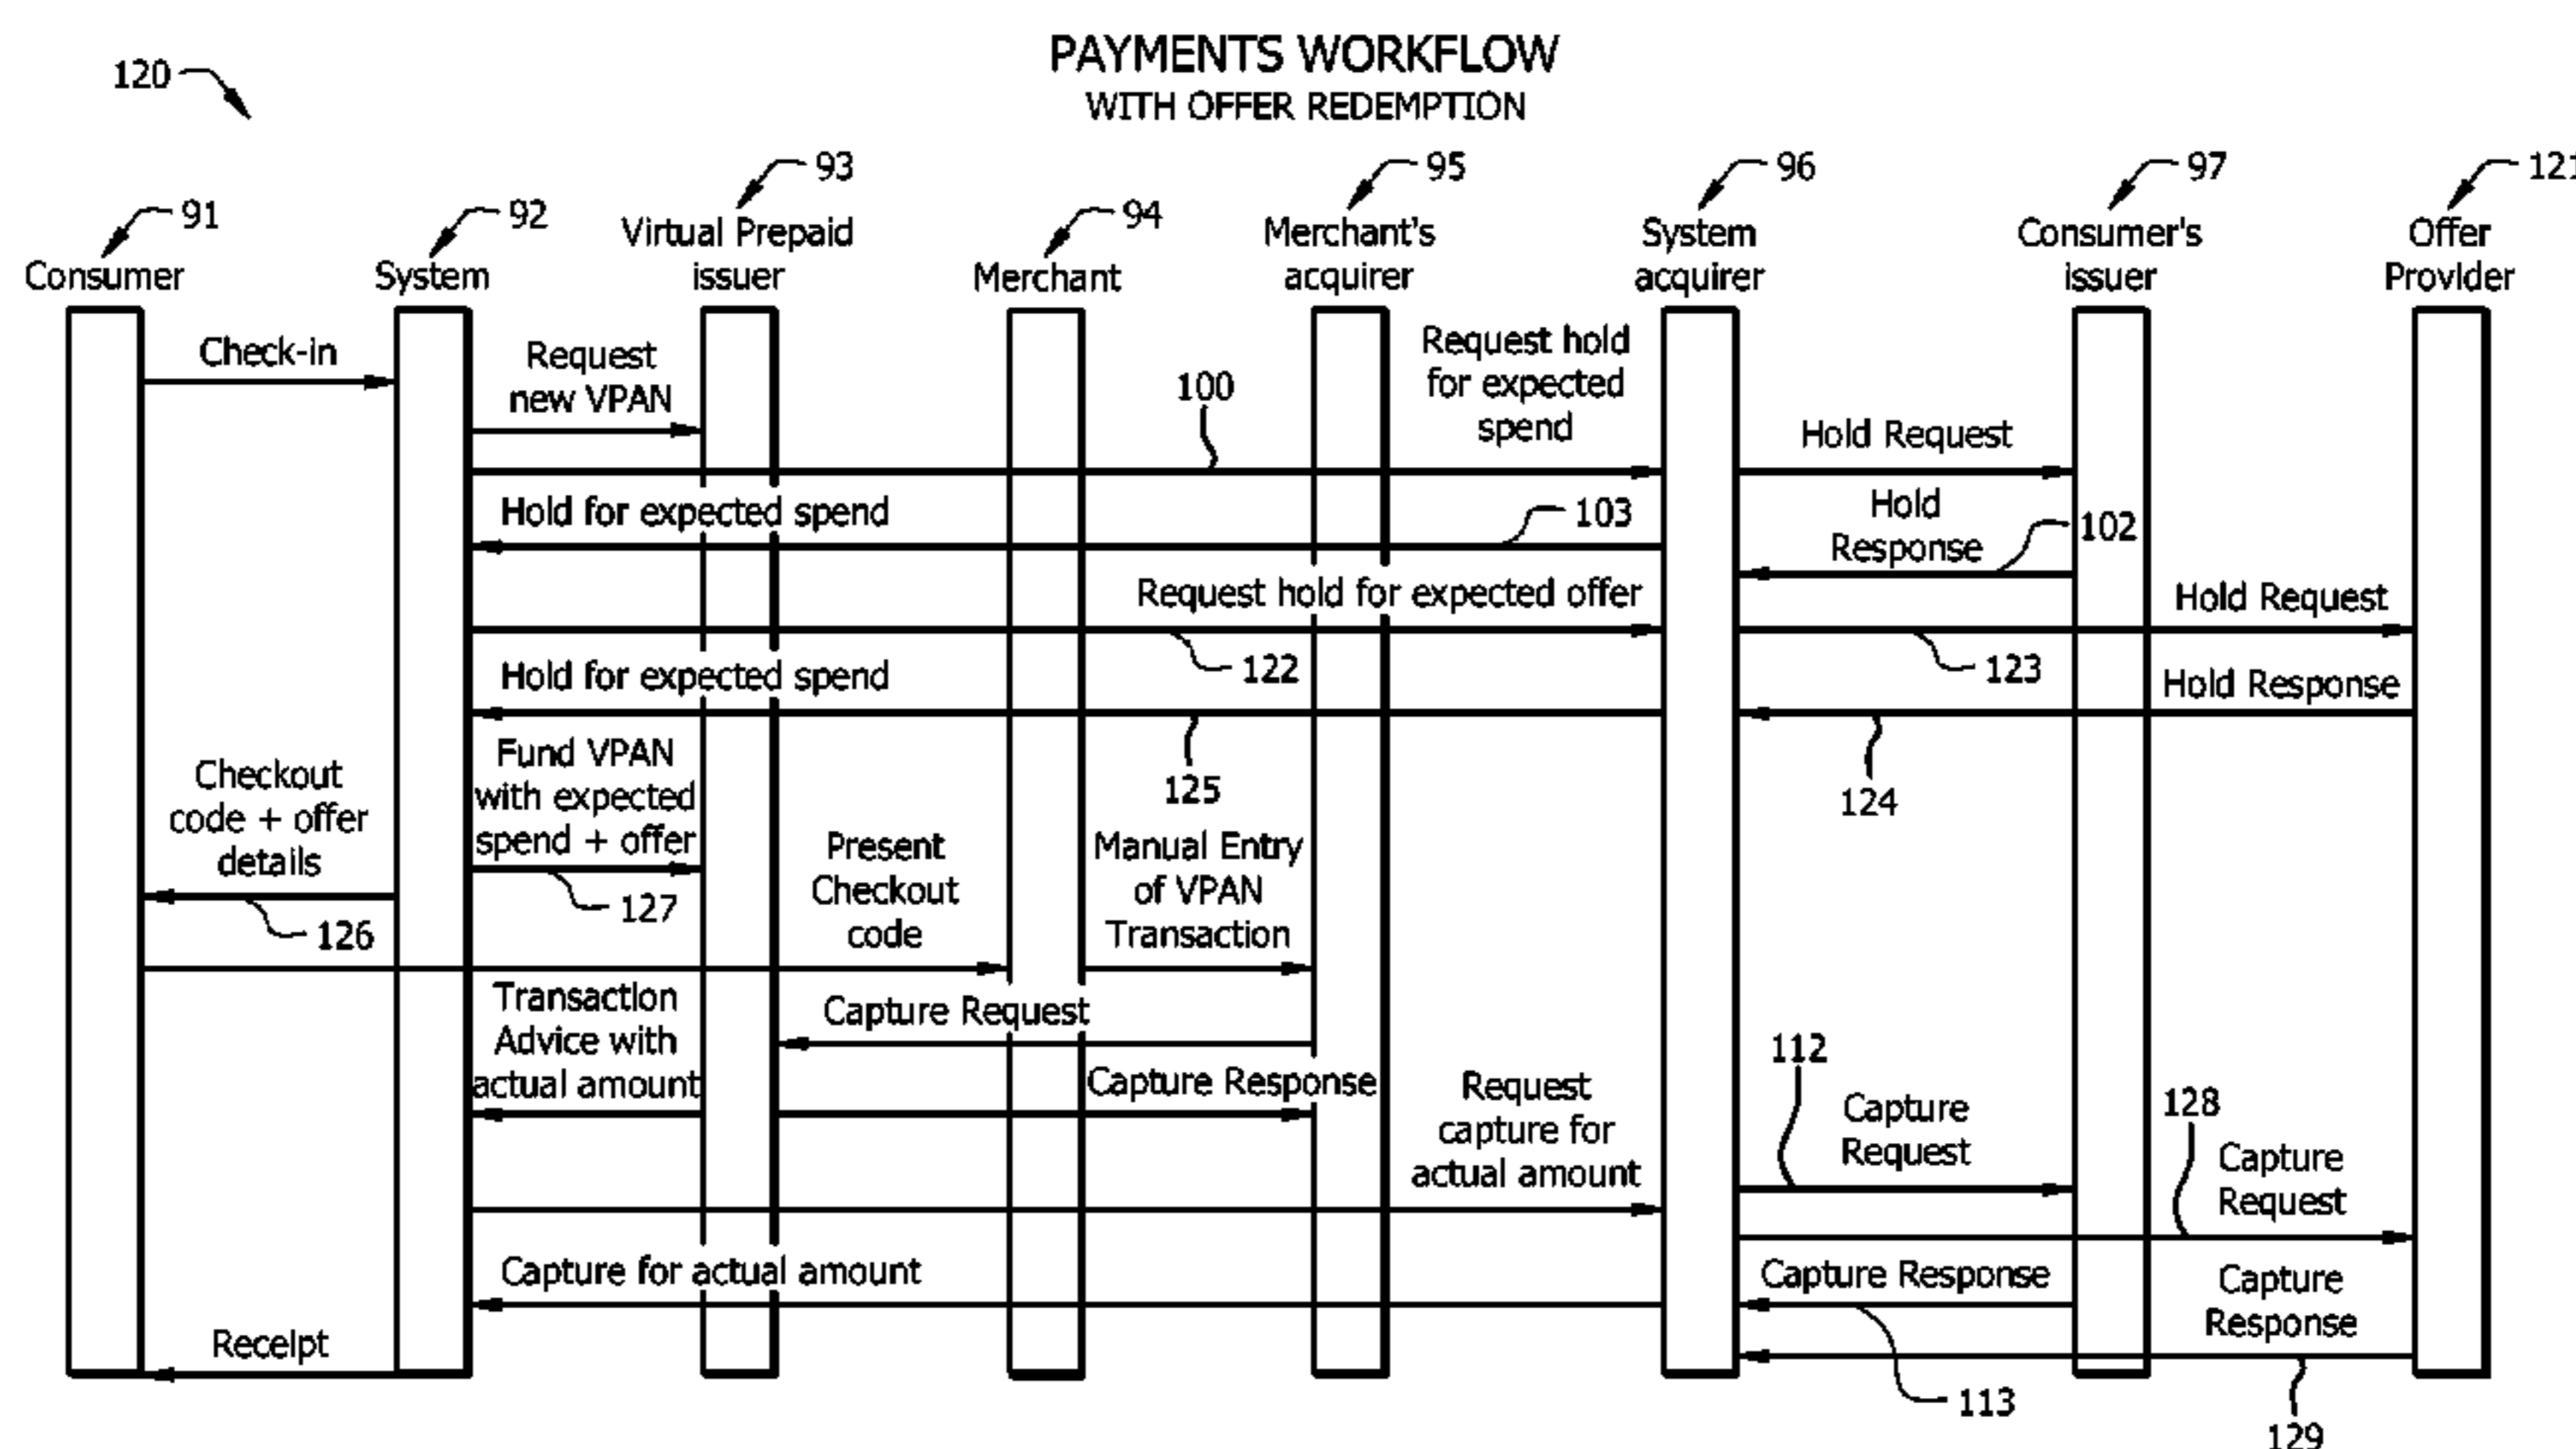 PAYMENTS WORKFLOW
WITH OFFER REDEMPTION
120
91
Consumer
92
System
93
Virtual Prepaid
issuer
94
Merchant
95
Merchant's
acquirer
96
System
acquirer
97
Consumer's
issuer
121
Offer
Provider
Check-in
Request
new VPAN
100
Request hold
for expected
spend
Hold Request
Hold for expected spend
103
Hold
Response
102
Request hold for expected offer
Hold Request
122
123
Hold for expected spend
Hold Response
125
124
Checkout
code + offer
details
126
Fund VPAN
with expected
spend + offer
127
Present
Checkout
code
Manual Entry
of VPAN
Transaction
Transaction
Advice with
actual amount
Capture Request
Capture Response
Request
capture for
actual amount
112
Capture
Request
128
Capture
Request
Capture for actual amount
Capture Response
113
Capture
Response
129
Receipt